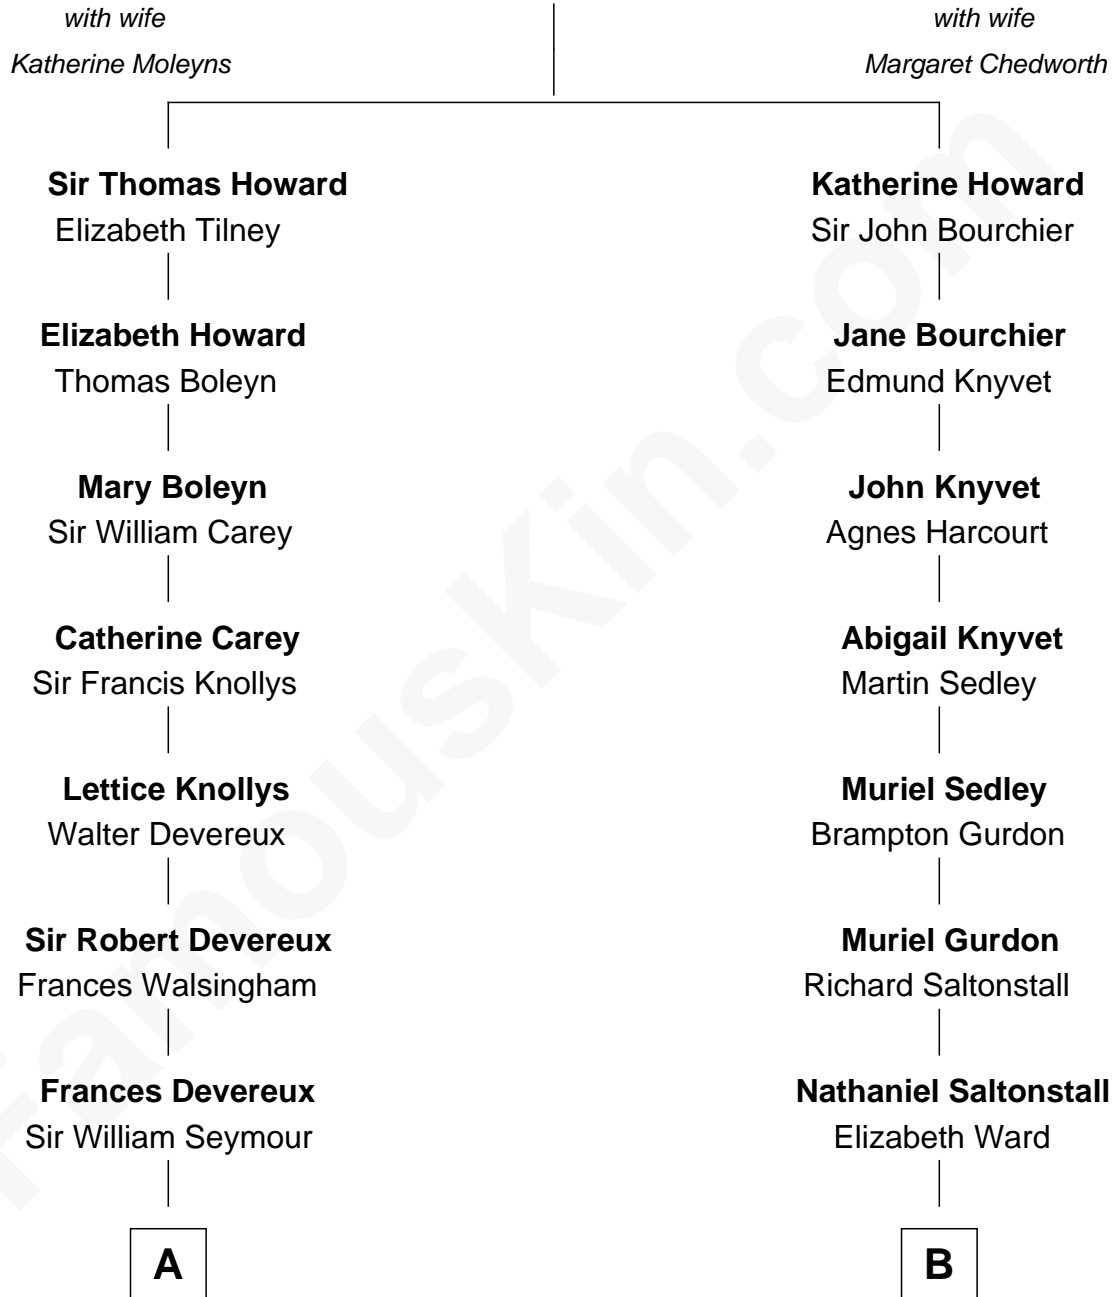 with wife
Katherine Moleyns
with wife
Margaret Chedworth
Sir Thomas Howard
Elizabeth Tilney
Katherine Howard
Sir John Bourchier
Elizabeth Howard
Thomas Boleyn
Jane Bourchier
Edmund Knyvet
Mary Boleyn
Sir William Carey
John Knyvet
Agnes Harcourt
Catherine Carey
Sir Francis Knollys
Abigail Knyvet
Martin Sedley
Lettice Knollys
Walter Devereux
Muriel Sedley
Brampton Gurdon
Sir Robert Devereux
Frances Walsingham
Muriel Gurdon
Richard Saltonstall
Frances Devereux
Sir William Seymour
Nathaniel Saltonstall
Elizabeth Ward
A
B
FamousKin.com